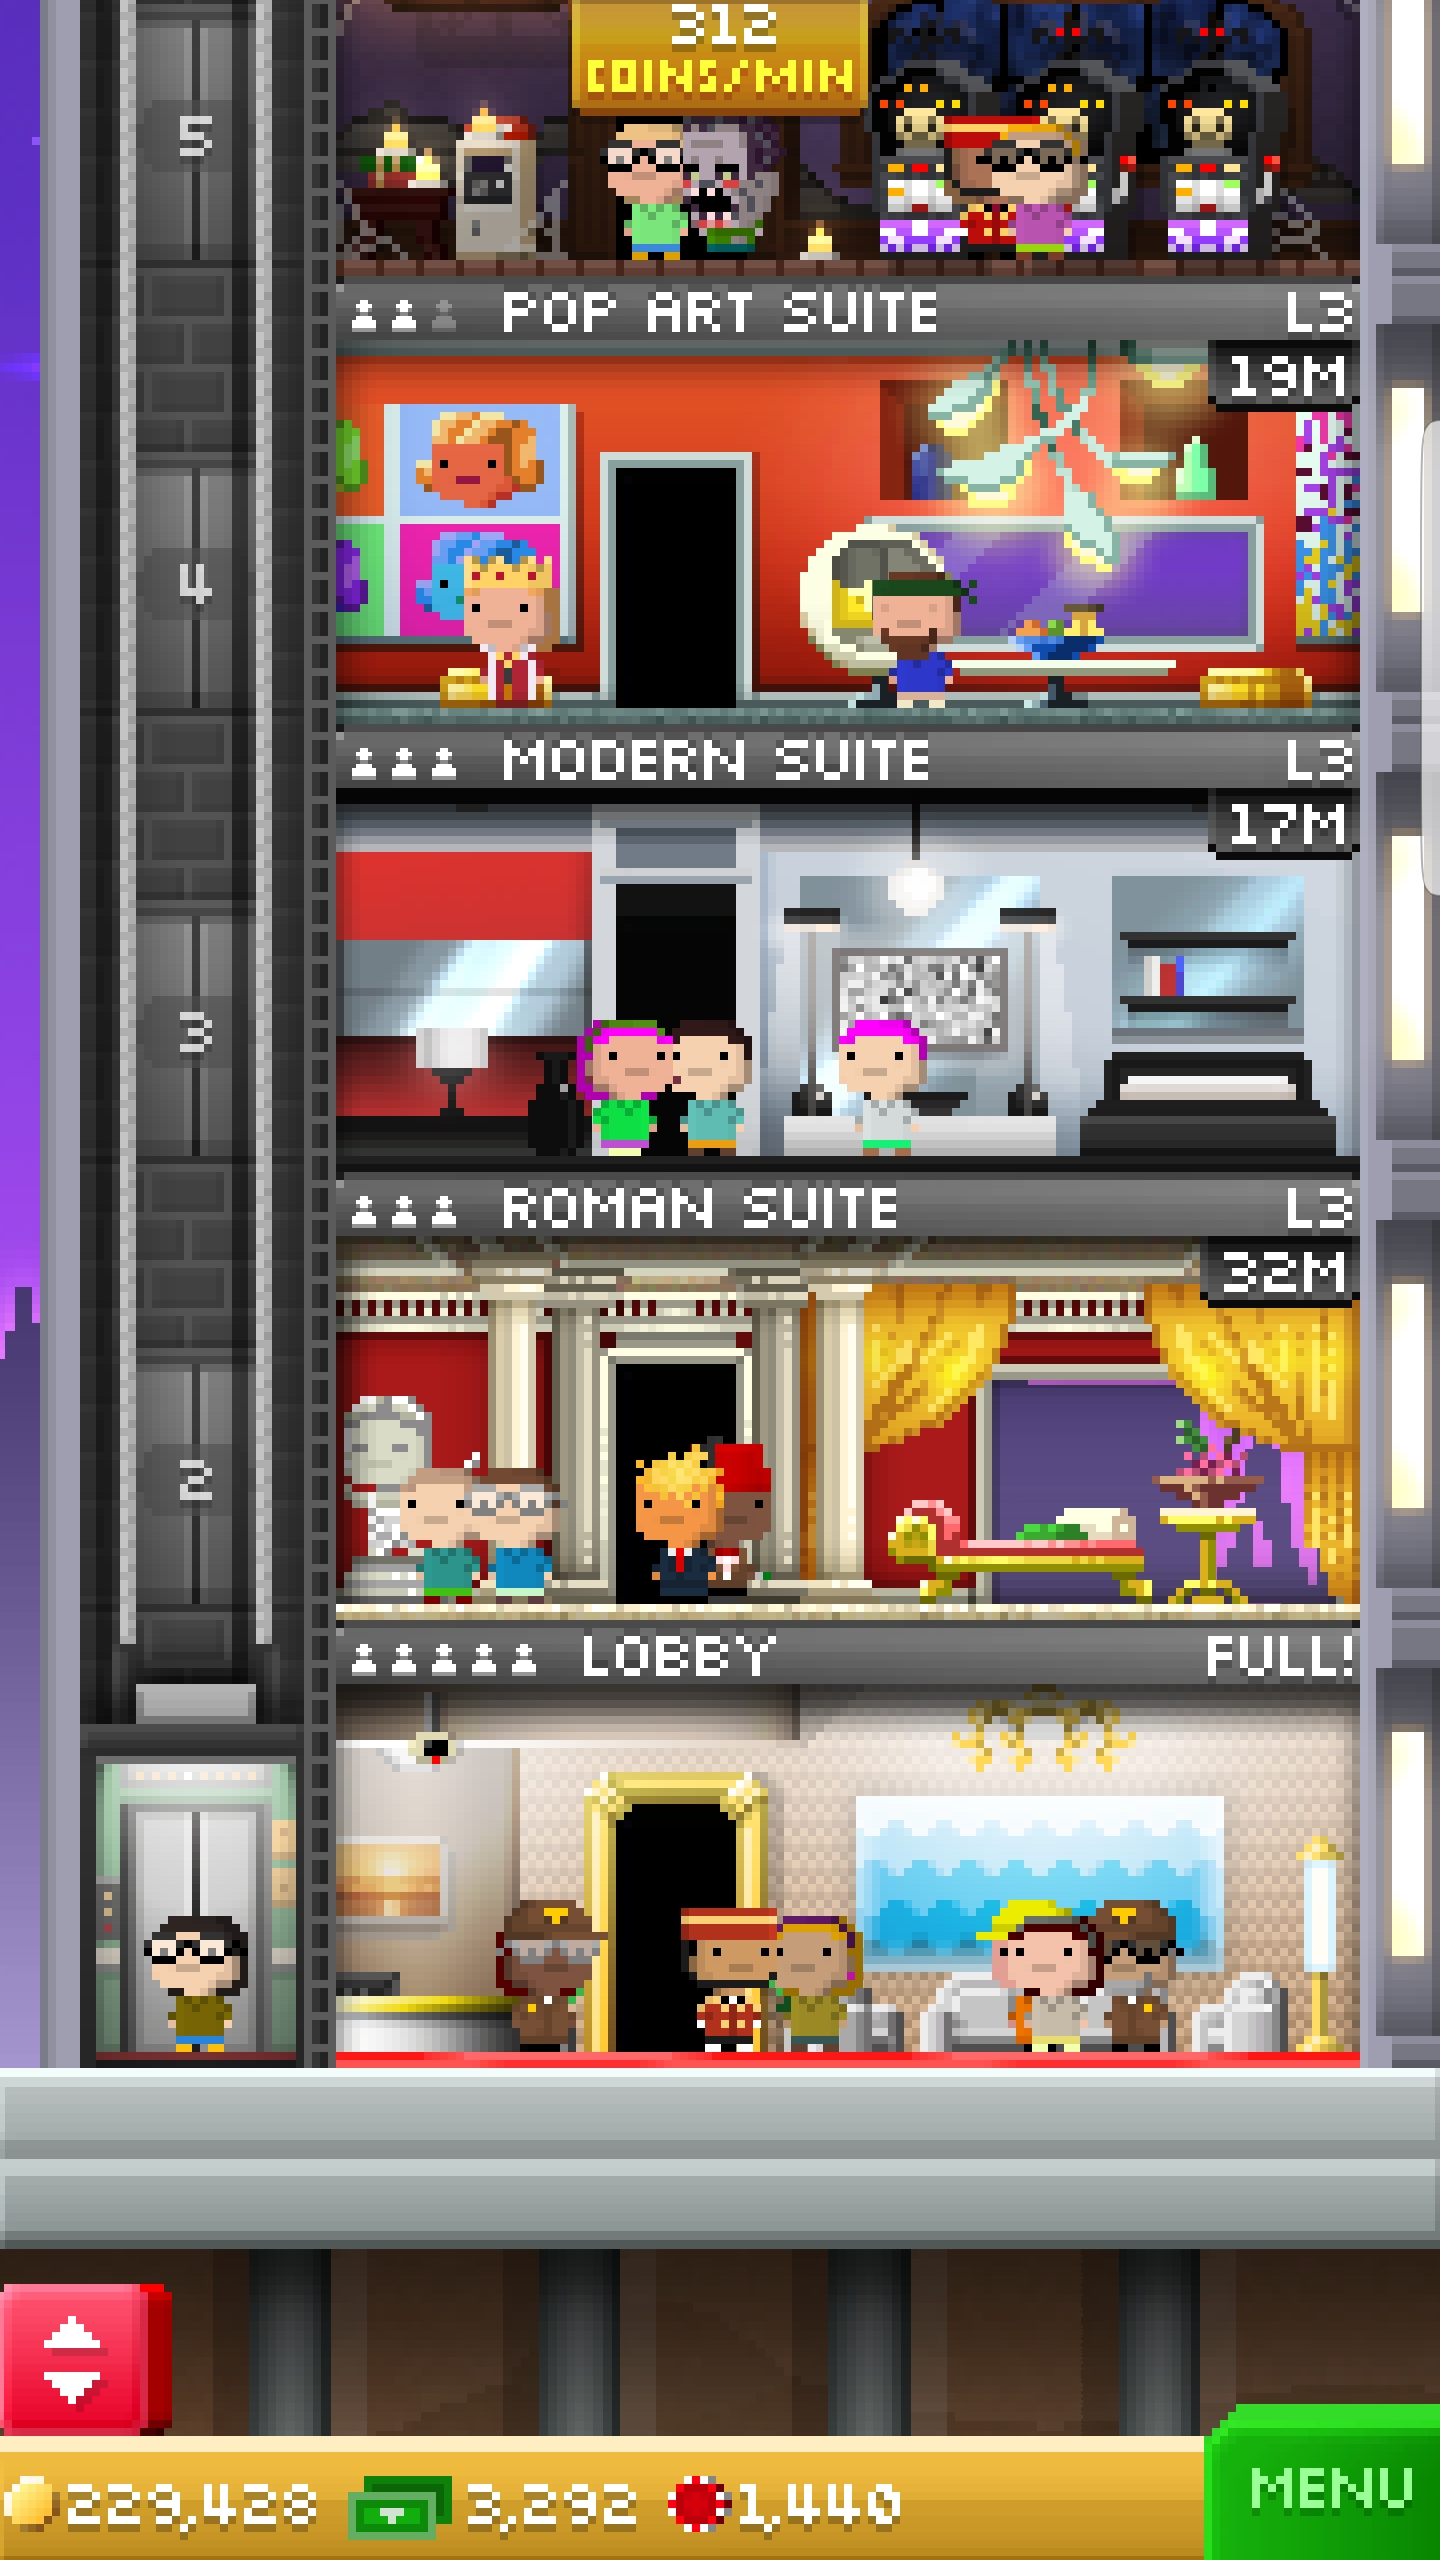 312
COINS/MIN
5
POP ART SUITE L3
19M
4
MODERN SUITE L3
17M
3
ROMAN SUITE L3
32M
2
LOBBY FULL!
229,428 3,292 1,440
MENU